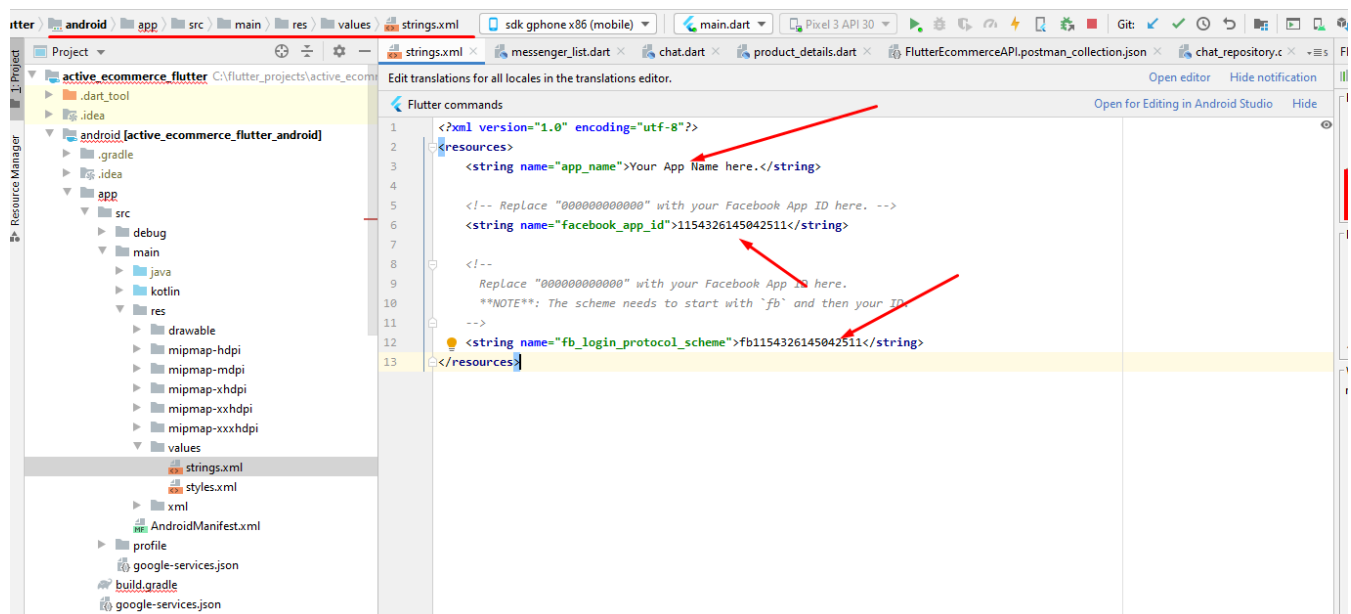 utter android app src main res values strings.xml sdk gphone x86 (mobile) main.dart Pixel 3 API 30 Git:
Project strings.xml messenger_list.dart chat.dart product_details.dart FlutterEcommerceAPI.postman_collection.json chat_repository.c
1: Project
Resource Manager
active_ecommerce_flutter C:\flutter_projects\active_ecomm
.dart_tool
.idea
android [active_ecommerce_flutter_android]
.gradle
.idea
app
src
debug
main
java
kotlin
res
drawable
mipmap-hdpi
mipmap-mdpi
mipmap-xhdpi
mipmap-xxhdpi
mipmap-xxxhdpi
values
strings.xml
styles.xml
xml
AndroidManifest.xml
profile
google-services.json
build.gradle
google-services.json
Edit translations for all locales in the translations editor. Open editor Hide notification
Flutter commands Open for Editing in Android Studio Hide
1 <?xml version="1.0" encoding="utf-8"?>
2 <resources>
3 <string name="app_name">Your App Name here.</string>
4
5 <!-- Replace "000000000000" with your Facebook App ID here. -->
6 <string name="facebook_app_id">1154326145042511</string>
7
8 <!--
9 Replace "000000000000" with your Facebook App ID here.
10 **NOTE**: The scheme needs to start with `fb` and then your ID.
11 -->
12 <string name="fb_login_protocol_scheme">fb1154326145042511</string>
13 </resources>